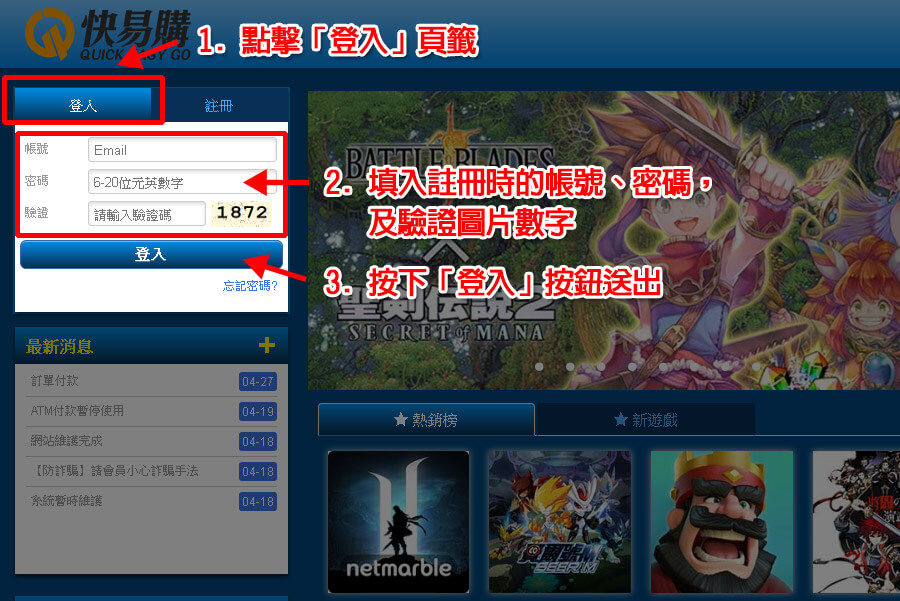 快易購
QUICK EASY GO
1. 點擊「登入」頁籤
登入
註冊
帳號
Email
密碼
6-20位元英數字
驗證
請輸入驗證碼
1872
登入
忘記密碼?
2. 填入註冊時的帳號、密碼，
及驗證圖片數字
3. 按下「登入」按鈕送出
BATTLE BLADES
X
聖剣伝説2
SECRET of MANA
最新消息 +
訂單付款 04-27
ATM付款暫停使用 04-19
網站維護完成 04-18
【防詐騙】請會員小心詐騙手法 04-18
系統暫時維護 04-18
熱銷榜
新遊戲
netmarble